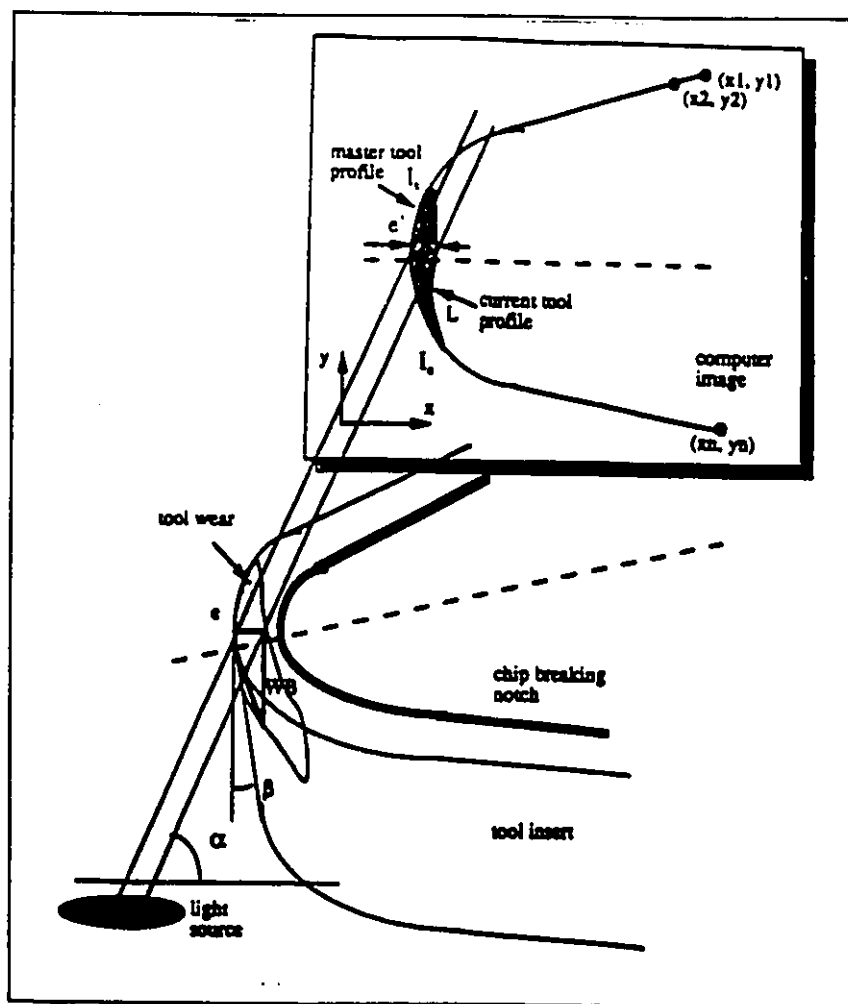 (x1, y1)
(x2, y2)
master tool
profile
e'
current tool
profile
L
y
x
computer
image
(xn, yn)
tool wear
e
WB
chip breaking
notch
β
α
tool insert
light
source